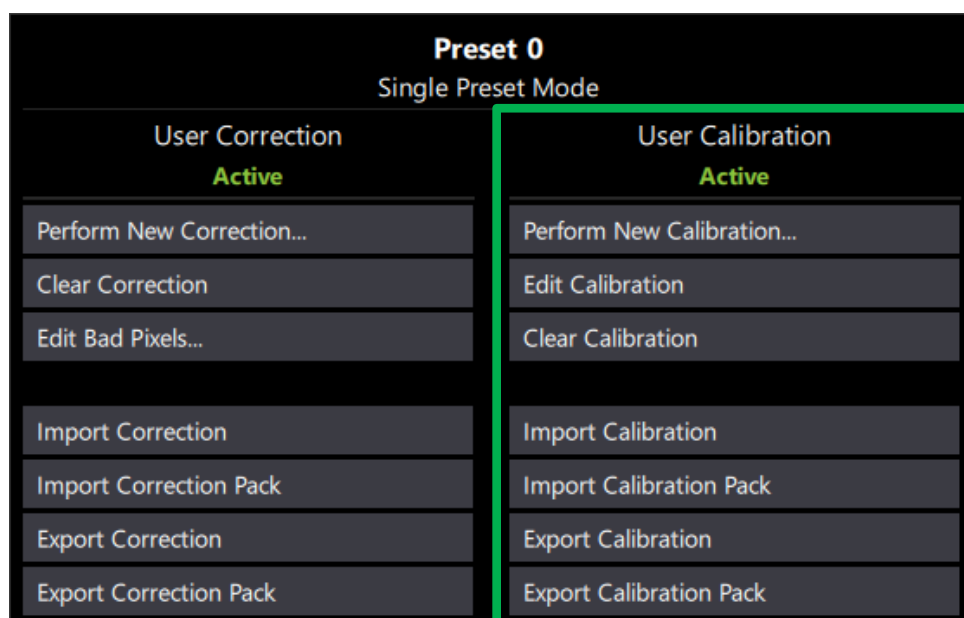 Preset 0
Single Preset Mode
User Correction
Active
Perform New Correction...
Clear Correction
Edit Bad Pixels...
Import Correction
Import Correction Pack
Export Correction
Export Correction Pack
User Calibration
Active
Perform New Calibration...
Edit Calibration
Clear Calibration
Import Calibration
Import Calibration Pack
Export Calibration
Export Calibration Pack